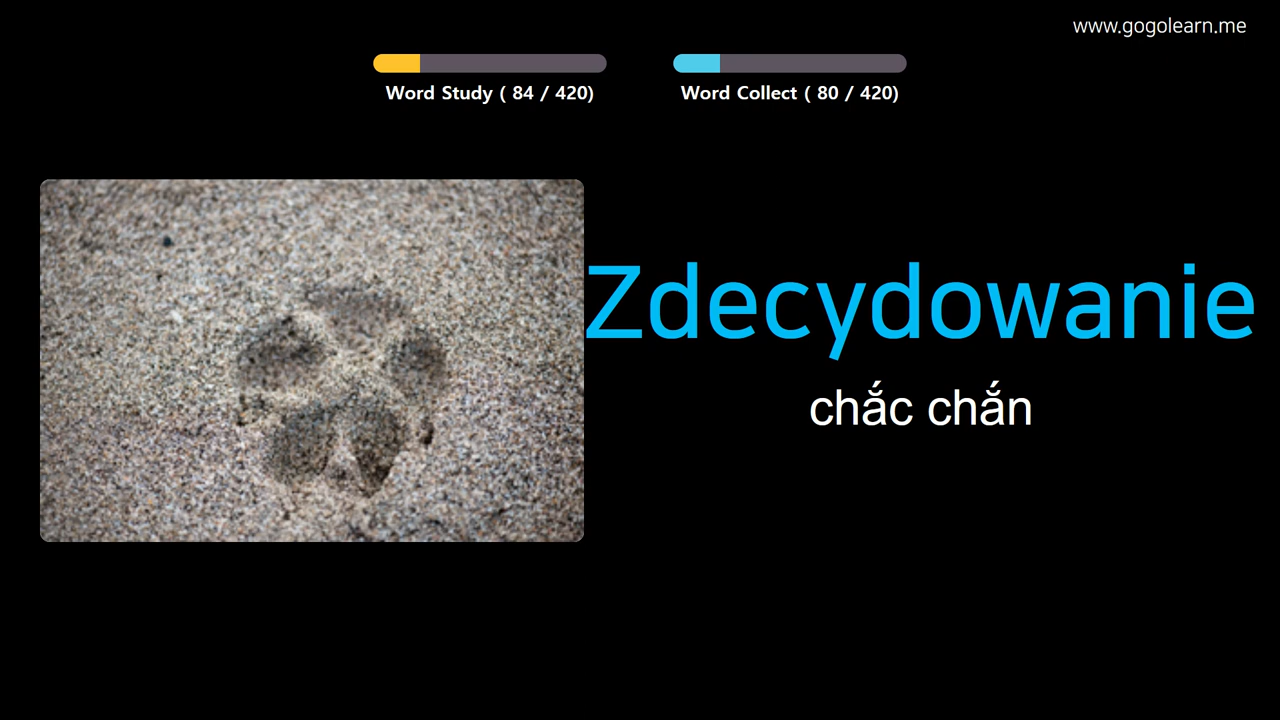 www.gogolearn.me
Word Study ( 84 / 420)
Word Collect ( 80 / 420)
Zdecydowanie
chắc chắn